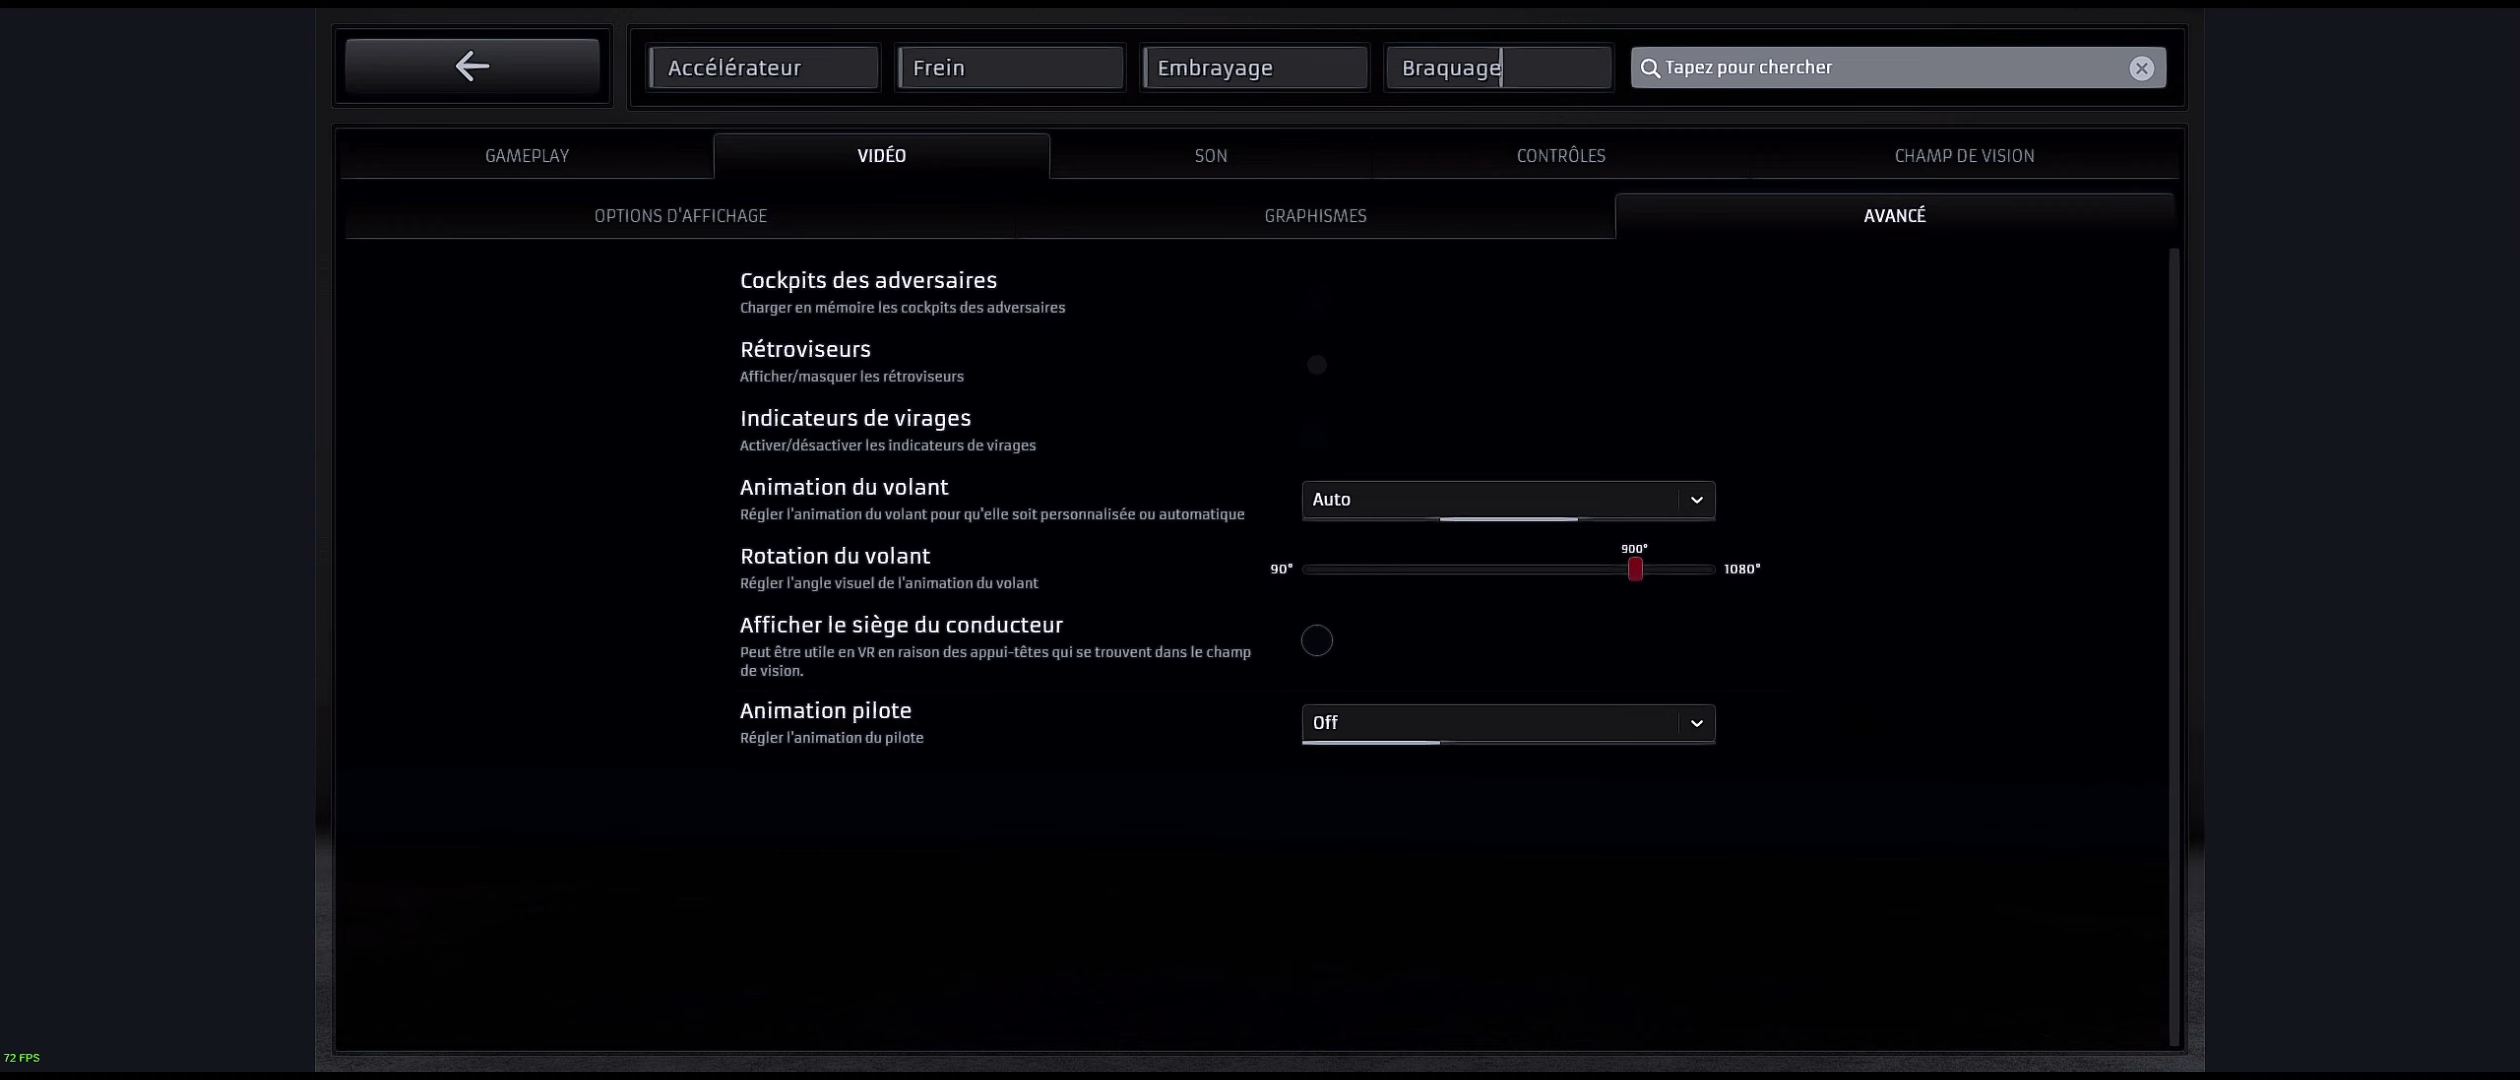 Accélérateur
Frein
Embrayage
Braquage
Tapez pour chercher
GAMEPLAY
VIDÉO
SON
CONTRÔLES
CHAMP DE VISION
OPTIONS D'AFFICHAGE
GRAPHISMES
AVANCÉ
Cockpits des adversaires
Charger en mémoire les cockpits des adversaires
Rétroviseurs
Afficher/masquer les rétroviseurs
Indicateurs de virages
Activer/désactiver les indicateurs de virages
Animation du volant
Régler l'animation du volant pour qu'elle soit personnalisée ou automatique
Auto
Rotation du volant
Régler l'angle visuel de l'animation du volant
90°
900°
1080°
Afficher le siège du conducteur
Peut être utile en VR en raison des appui-têtes qui se trouvent dans le champ
de vision.
Animation pilote
Régler l'animation du pilote
Off
72 FPS